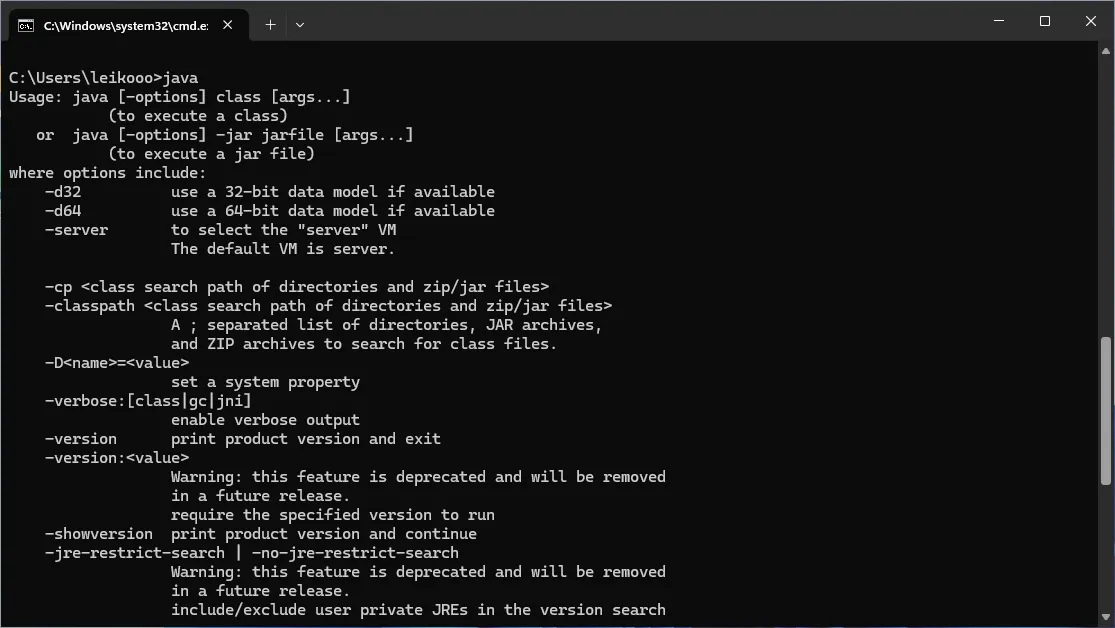 C:\Windows\system32\cmd.e
C:\Users\leikooo>java
Usage: java [-options] class [args...]
(to execute a class)
or java [-options] -jar jarfile [args...]
(to execute a jar file)
where options include:
-d32 use a 32-bit data model if available
-d64 use a 64-bit data model if available
-server to select the "server" VM
The default VM is server.
-cp <class search path of directories and zip/jar files>
-classpath <class search path of directories and zip/jar files>
A ; separated list of directories, JAR archives,
and ZIP archives to search for class files.
-D<name>=<value>
set a system property
-verbose:[class|gc|jni]
enable verbose output
-version print product version and exit
-version:<value>
Warning: this feature is deprecated and will be removed
in a future release.
require the specified version to run
-showversion print product version and continue
-jre-restrict-search | -no-jre-restrict-search
Warning: this feature is deprecated and will be removed
in a future release.
include/exclude user private JREs in the version search